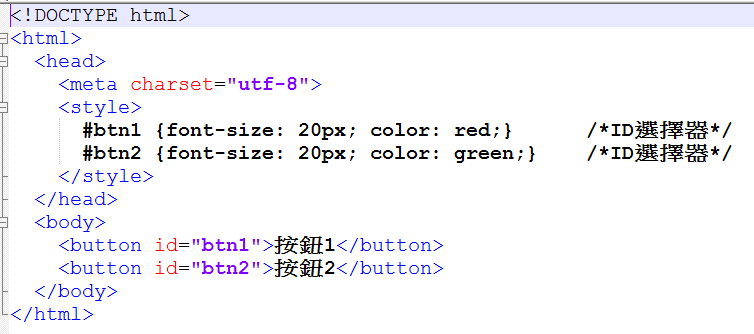 <!DOCTYPE html>
<html>
  <head>
    <meta charset="utf-8">
    <style>
      #btn1 {font-size: 20px; color: red;}      /*ID選擇器*/
      #btn2 {font-size: 20px; color: green;}    /*ID選擇器*/
    </style>
  </head>
  <body>
    <button id="btn1">按鈕1</button>
    <button id="btn2">按鈕2</button>
  </body>
</html>